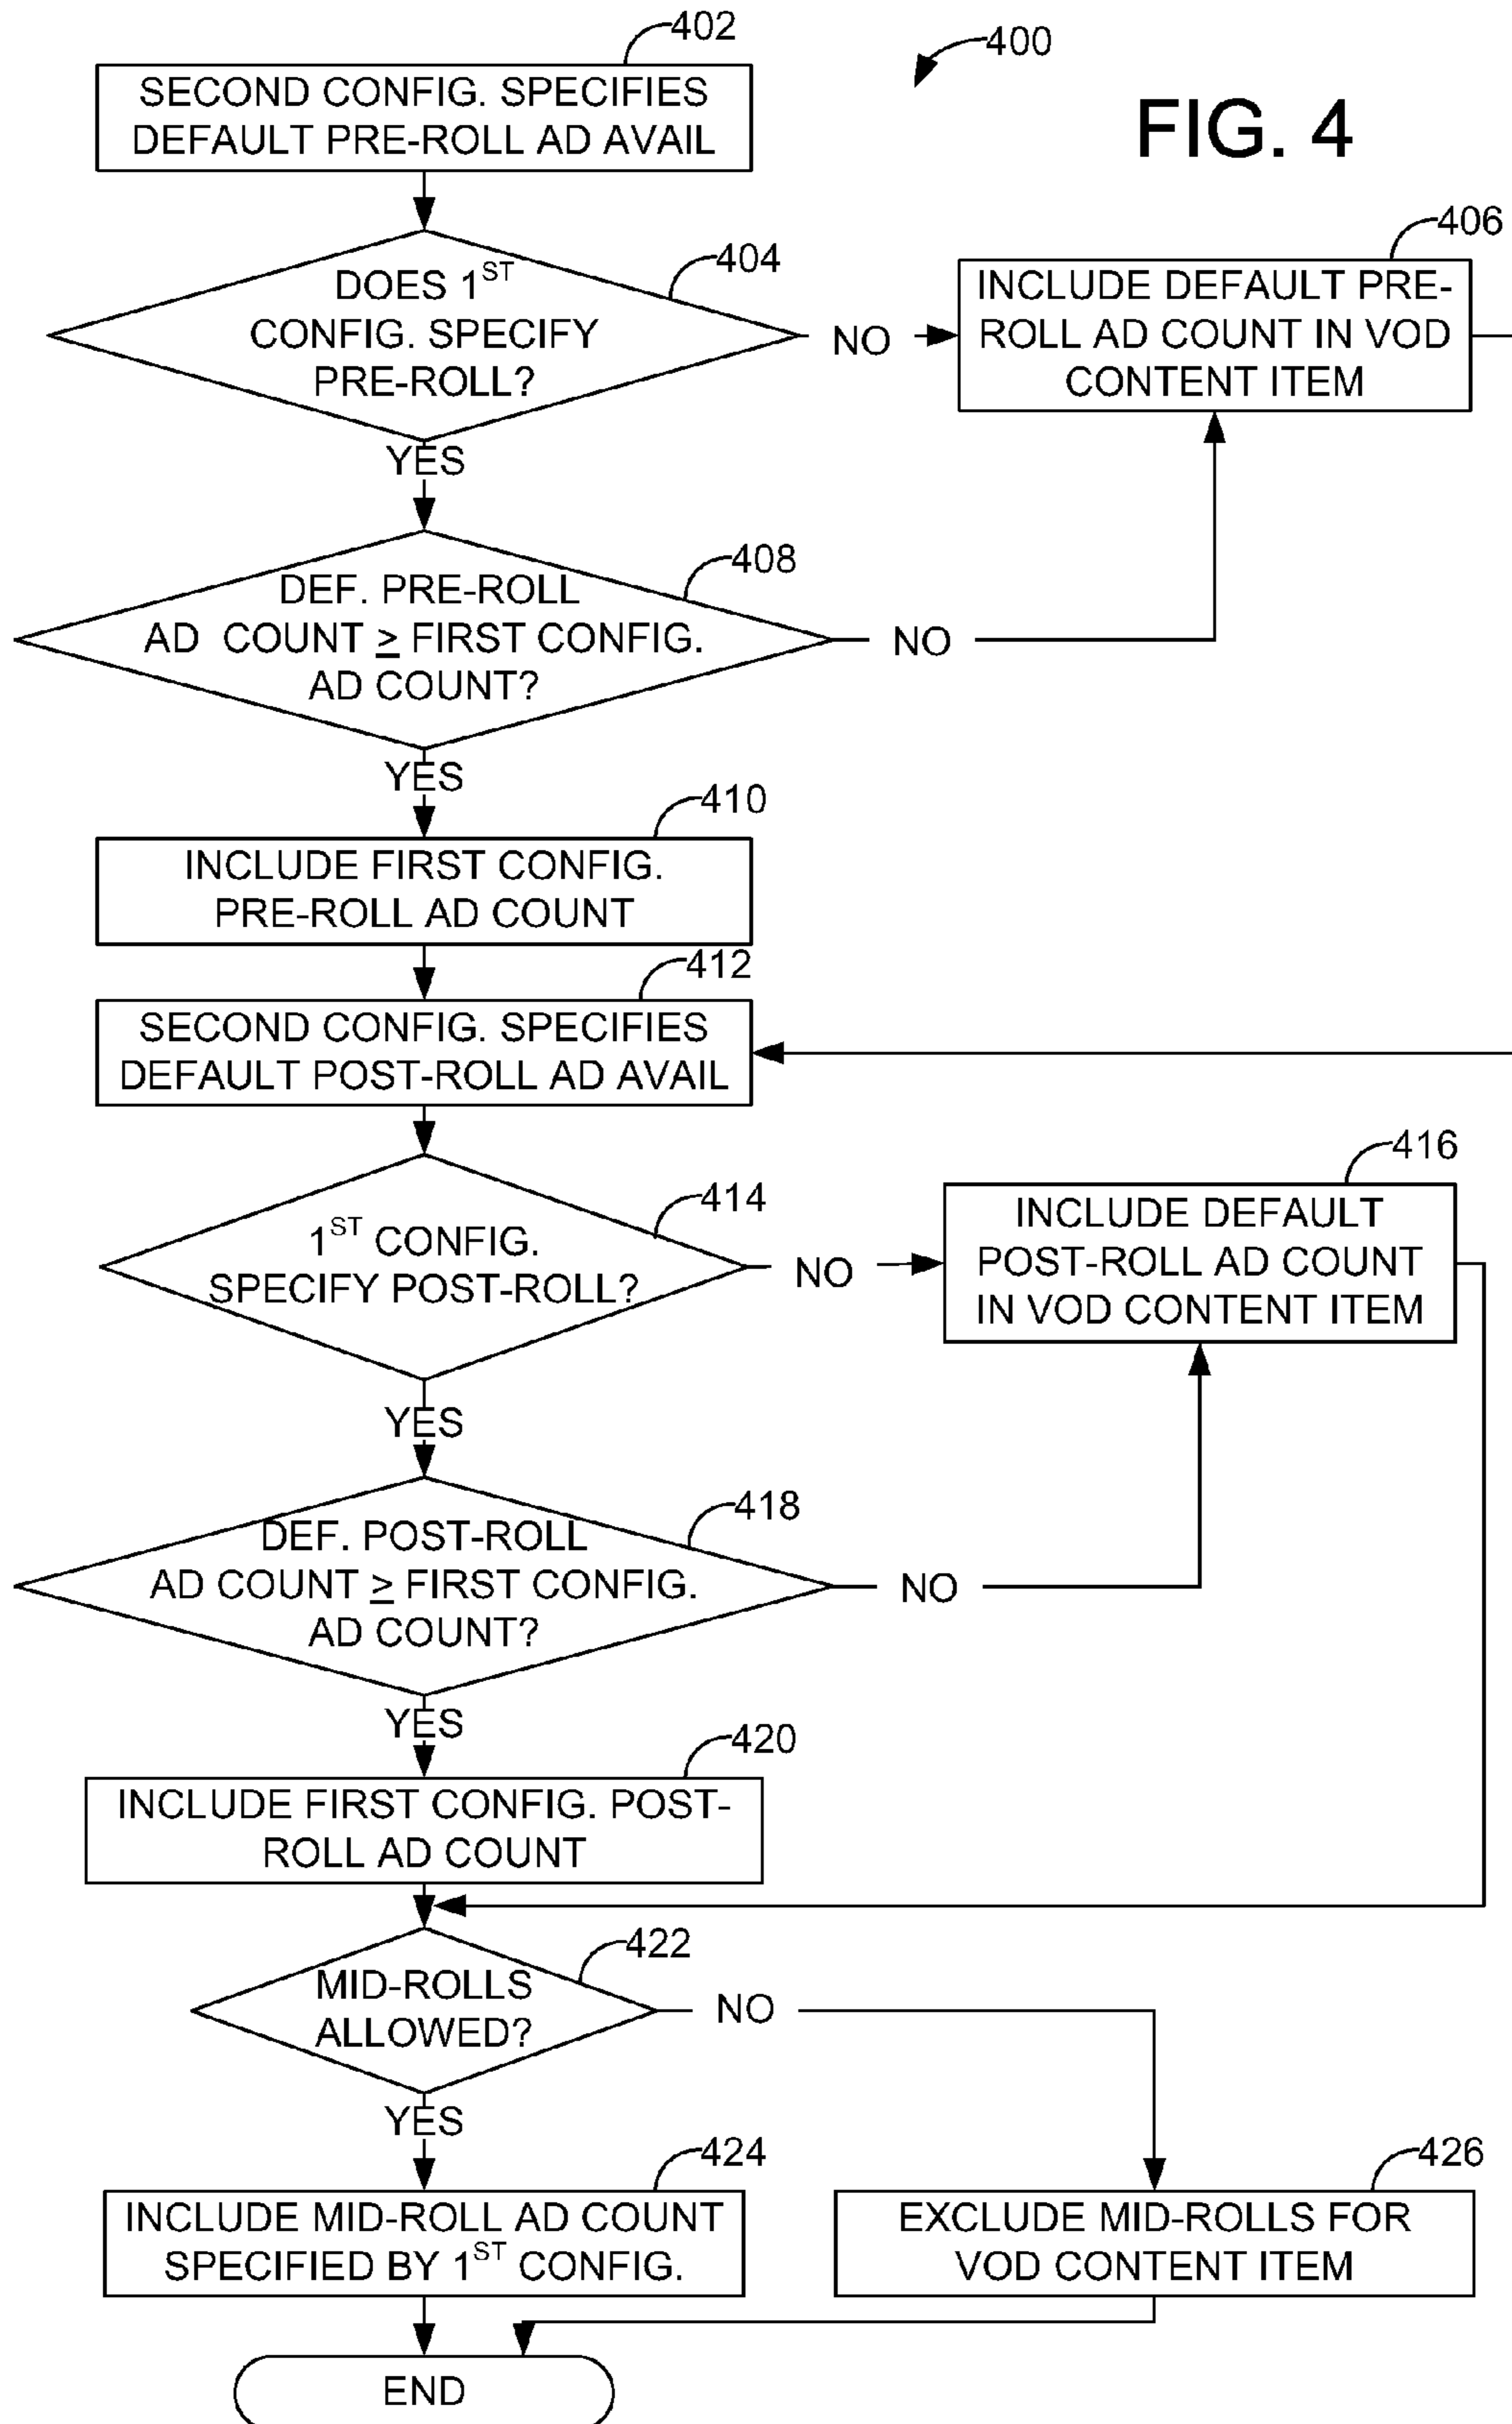 402
400
SECOND CONFIG. SPECIFIES
DEFAULT PRE-ROLL AD AVAIL
FIG. 4
404
DOES 1ST
CONFIG. SPECIFY
PRE-ROLL?
NO
406
INCLUDE DEFAULT PRE-
ROLL AD COUNT IN VOD
CONTENT ITEM
YES
408
DEF. PRE-ROLL
AD COUNT ≥ FIRST CONFIG.
AD COUNT?
NO
YES
410
INCLUDE FIRST CONFIG.
PRE-ROLL AD COUNT
412
SECOND CONFIG. SPECIFIES
DEFAULT POST-ROLL AD AVAIL
414
1ST CONFIG.
SPECIFY POST-ROLL?
NO
416
INCLUDE DEFAULT
POST-ROLL AD COUNT
IN VOD CONTENT ITEM
YES
418
DEF. POST-ROLL
AD COUNT ≥ FIRST CONFIG.
AD COUNT?
NO
YES
420
INCLUDE FIRST CONFIG. POST-
ROLL AD COUNT
422
MID-ROLLS
ALLOWED?
NO
YES
424
INCLUDE MID-ROLL AD COUNT
SPECIFIED BY 1ST CONFIG.
426
EXCLUDE MID-ROLLS FOR
VOD CONTENT ITEM
END